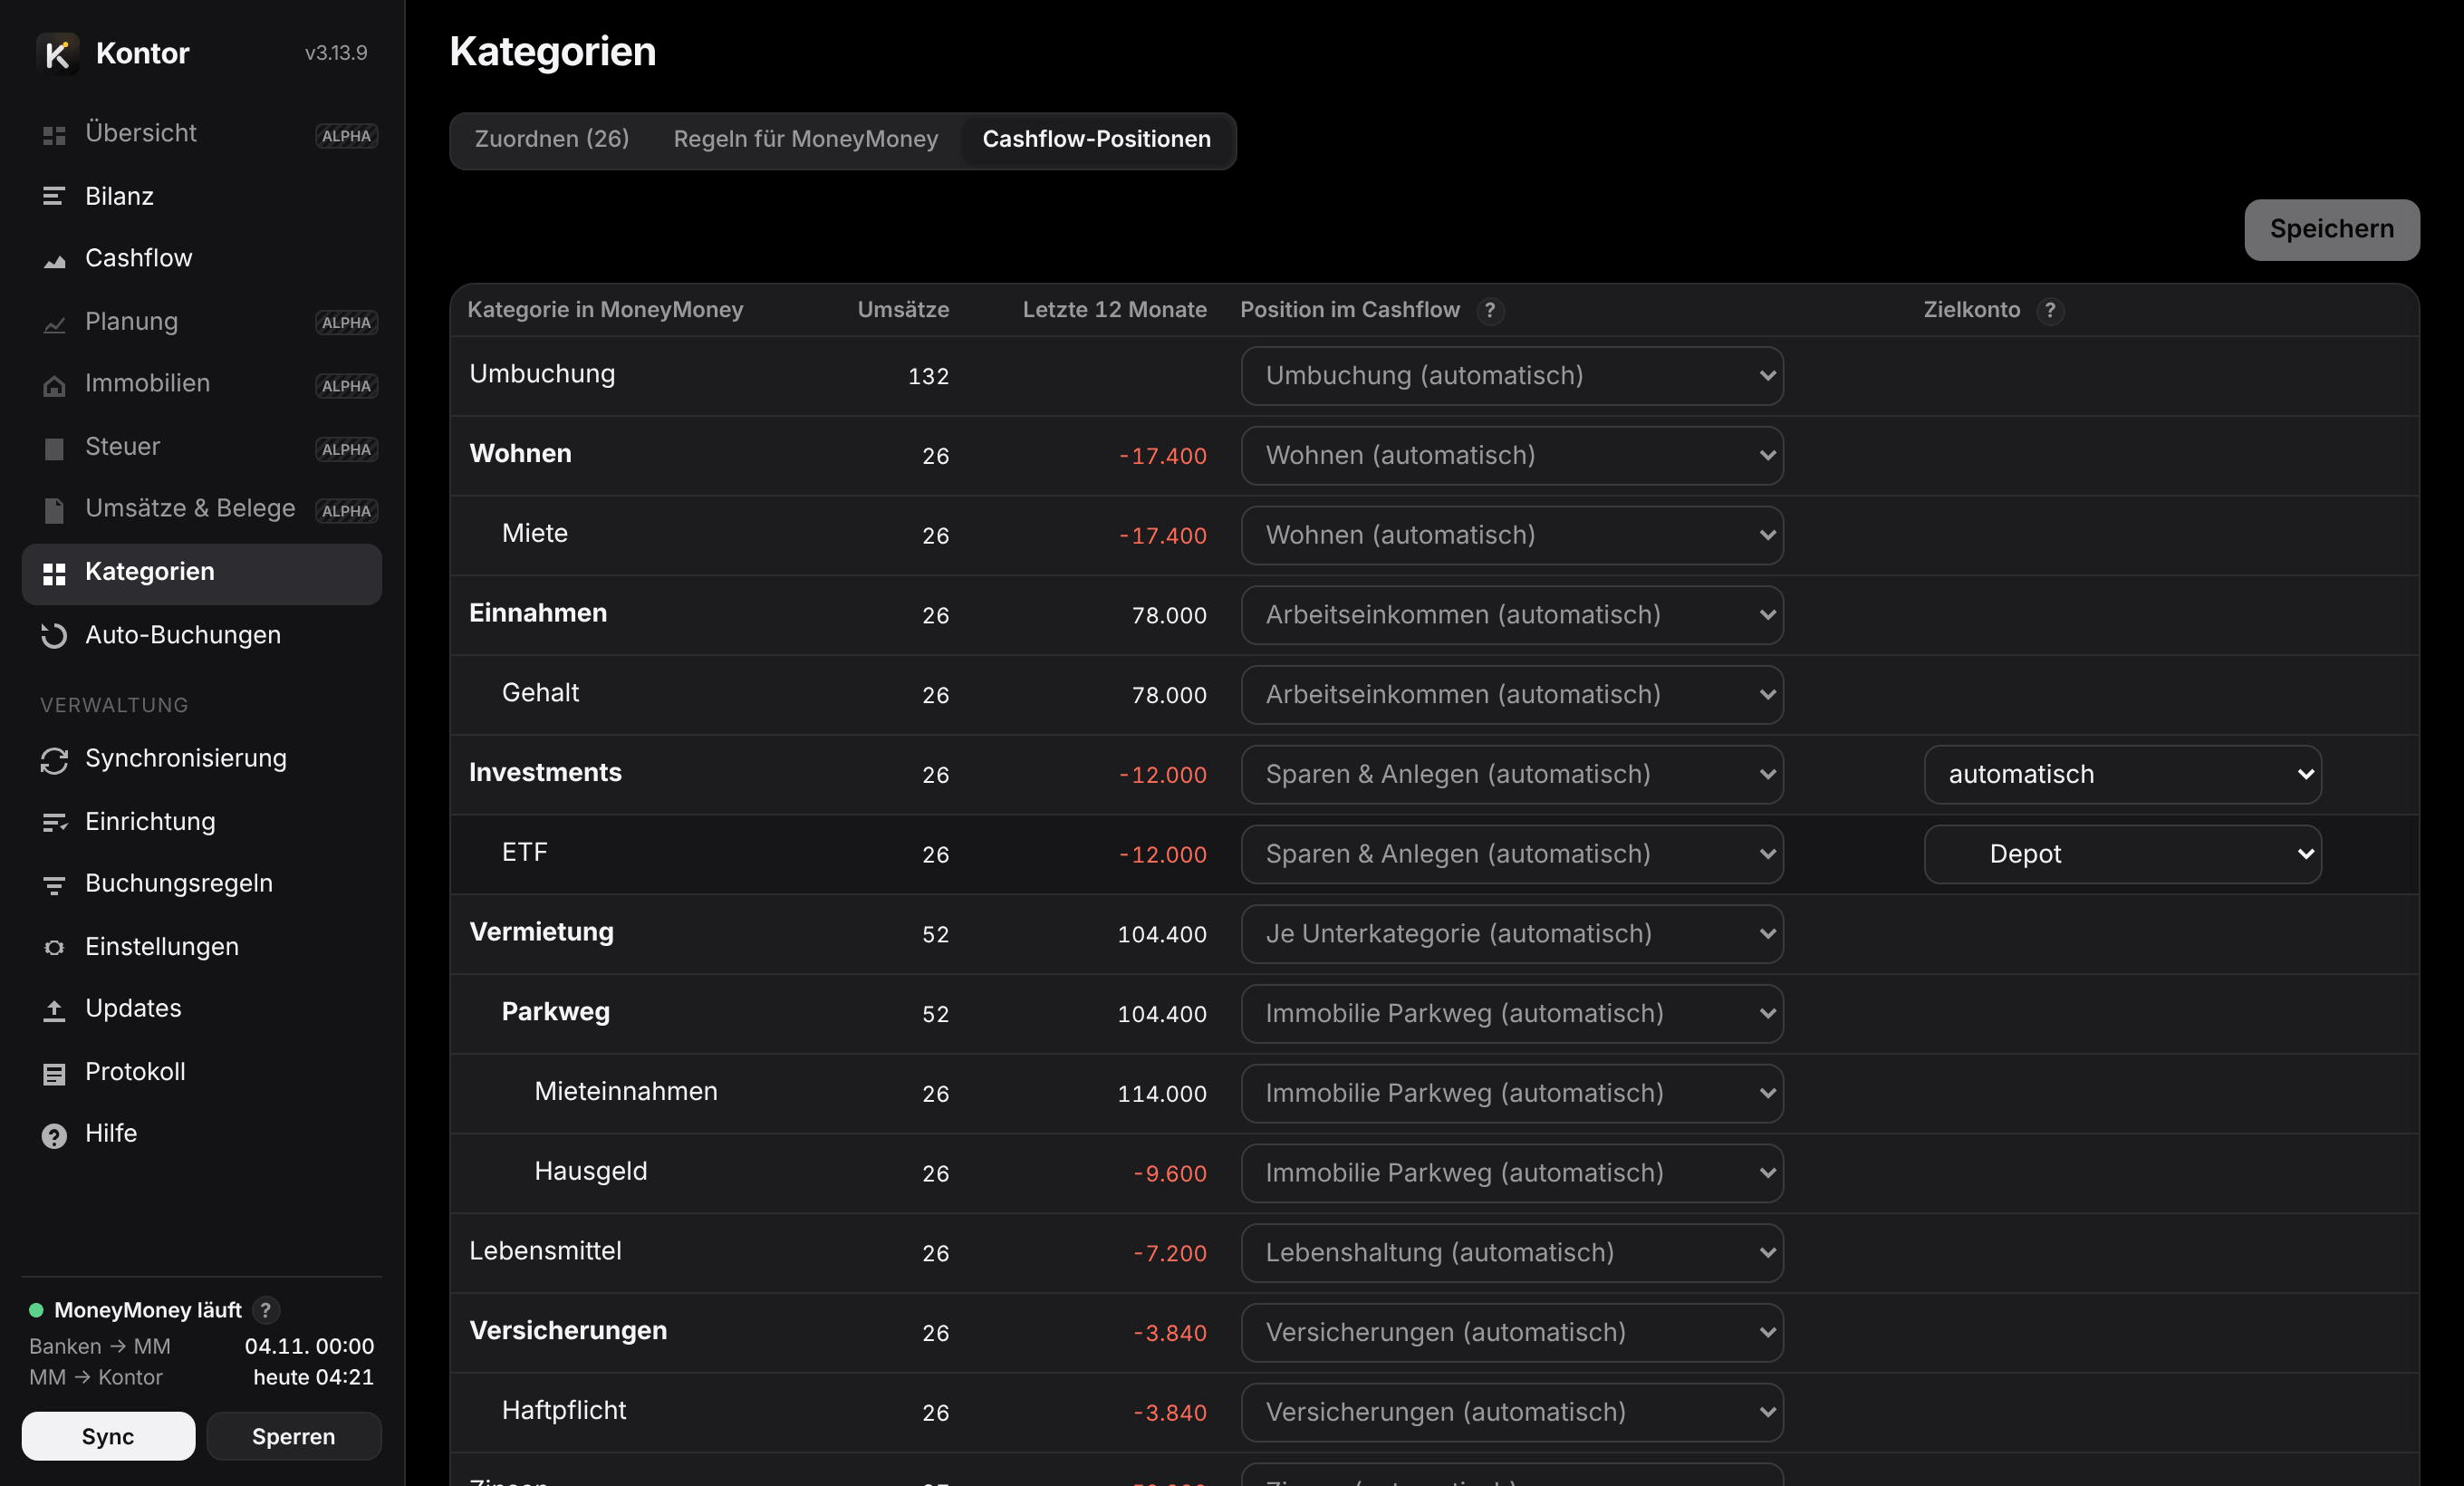 Kontor v3.13.9
Übersicht ALPHA
Bilanz
Cashflow
Planung ALPHA
Immobilien ALPHA
Steuer ALPHA
Umsätze & Belege ALPHA
Kategorien
Auto-Buchungen
VERWALTUNG
Synchronisierung
Einrichtung
Buchungsregeln
Einstellungen
Updates
Protokoll
Hilfe
MoneyMoney läuft ?
Banken → MM 04.11. 00:00
MM → Kontor heute 04:21
Sync Sperren
Kategorien
Zuordnen (26) Regeln für MoneyMoney Cashflow-Positionen
Speichern
Kategorie in MoneyMoney Umsätze Letzte 12 Monate Position im Cashflow ? Zielkonto ?
Umbuchung 132 Umbuchung (automatisch)
Wohnen 26 -17.400 Wohnen (automatisch)
Miete 26 -17.400 Wohnen (automatisch)
Einnahmen 26 78.000 Arbeitseinkommen (automatisch)
Gehalt 26 78.000 Arbeitseinkommen (automatisch)
Investments 26 -12.000 Sparen & Anlegen (automatisch) automatisch
ETF 26 -12.000 Sparen & Anlegen (automatisch) Depot
Vermietung 52 104.400 Je Unterkategorie (automatisch)
Parkweg 52 104.400 Immobilie Parkweg (automatisch)
Mieteinnahmen 26 114.000 Immobilie Parkweg (automatisch)
Hausgeld 26 -9.600 Immobilie Parkweg (automatisch)
Lebensmittel 26 -7.200 Lebenshaltung (automatisch)
Versicherungen 26 -3.840 Versicherungen (automatisch)
Haftpflicht 26 -3.840 Versicherungen (automatisch)